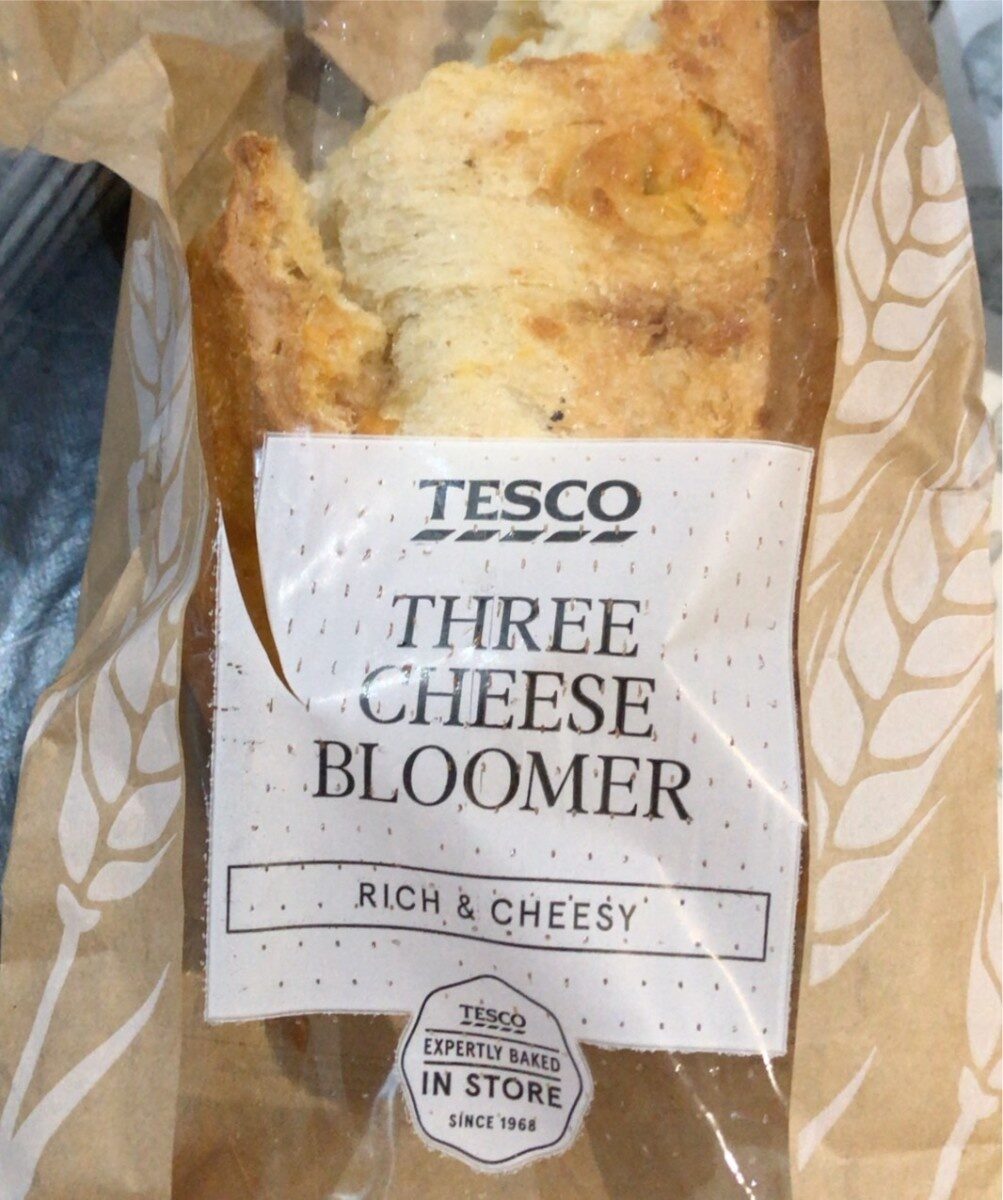 TESCO
THREE
CHEESE
BLOOMER
RICH & CHEESY
TESCO
EXPERTLY BAKED
IN STORE
SINCE 1968